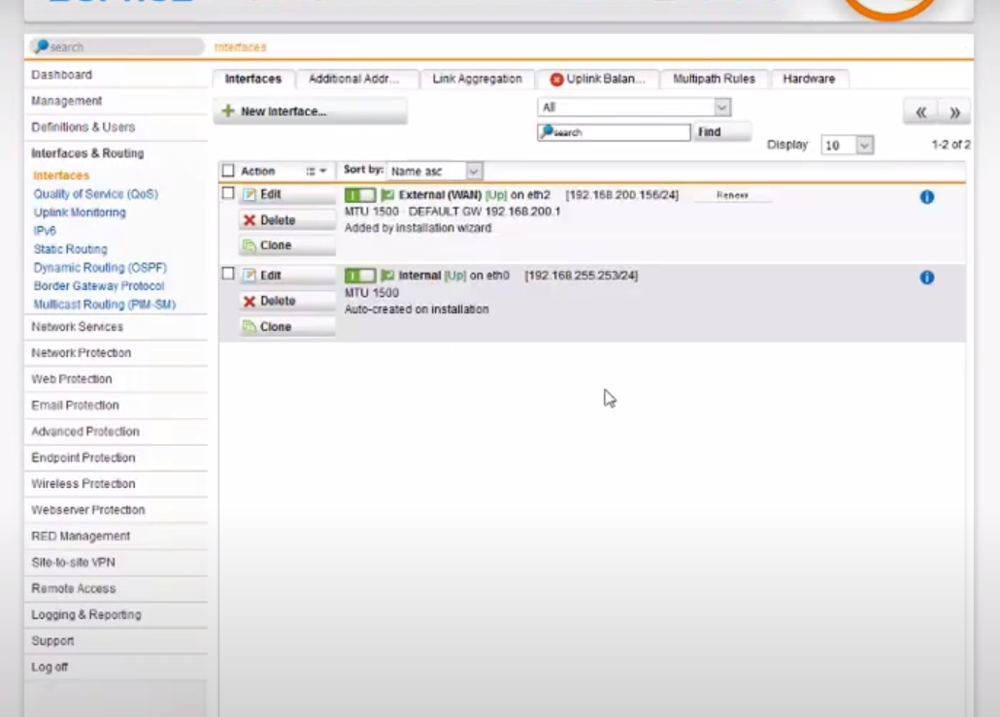 search
Interfaces
Dashboard
Management
Definitions & Users
Interfaces & Routing
Interfaces
Quality of Service (QoS)
Uplink Monitoring
IPv6
Static Routing
Dynamic Routing (OSPF)
Border Gateway Protocol
Multicast Routing (PIM-SM)
Network Services
Network Protection
Web Protection
Email Protection
Advanced Protection
Endpoint Protection
Wireless Protection
Webserver Protection
RED Management
Site-to-site VPN
Remote Access
Logging & Reporting
Support
Log off
Interfaces Additional Addr... Link Aggregation Uplink Balan... Multipath Rules Hardware
New Interface...
All
search Find
Display 10 1-2 of 2
Action Sort by: Name asc
Edit External (WAN) [Up] on eth2 [192.168.200.156/24] Renew
MTU 1500 · DEFAULT GW 192.168.200.1
Delete
Added by installation wizard
Clone
Edit Internal [Up] on eth0 [192.168.255.253/24]
MTU 1500
Delete
Auto-created on installation
Clone